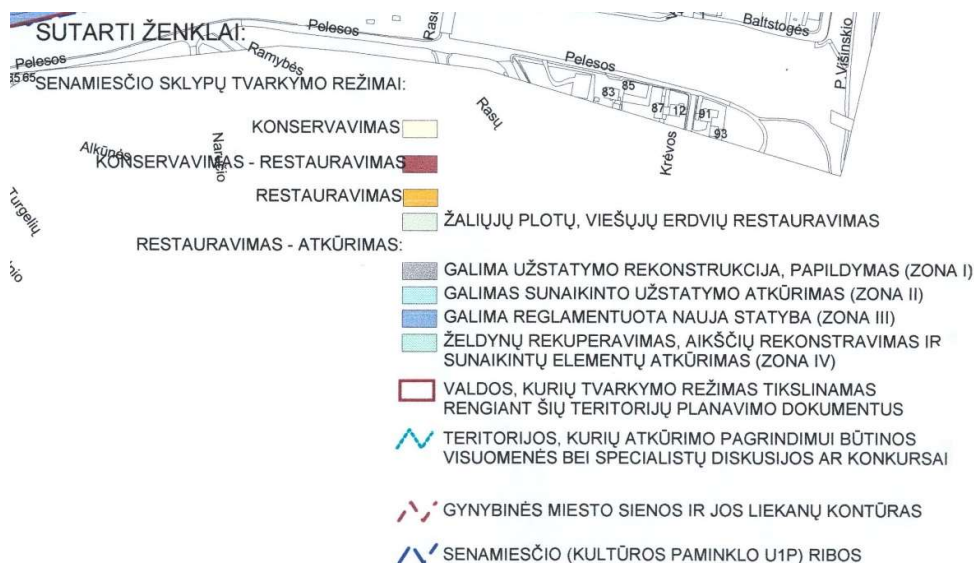 SUTARTI ŽENKLAI:
Pelesos
Rasų
Baltstogės
Pelesos
Ramybės
Pelesos
P.Višinskio
65
SENAMIESČIO SKLYPŲ TVARKYMO REŽIMAI:
83
85
87
12
91
93
Rasų
Krėvos
KONSERVAVIMAS
Alkūnės
Naručio
KONSERVAVIMAS - RESTAURAVIMAS
RESTAURAVIMAS
Turgelių
ŽALIŲJŲ PLOTŲ, VIEŠŲJŲ ERDVIŲ RESTAURAVIMAS
RESTAURAVIMAS - ATKŪRIMAS:
GALIMA UŽSTATYMO REKONSTRUKCIJA, PAPILDYMAS (ZONA I)
GALIMAS SUNAIKINTO UŽSTATYMO ATKŪRIMAS (ZONA II)
GALIMA REGLAMENTUOTA NAUJA STATYBA (ZONA III)
ŽELDYNŲ REKUPERAVIMAS, AIKŠČIŲ REKONSTRAVIMAS IR
SUNAIKINTŲ ELEMENTŲ ATKŪRIMAS (ZONA IV)
VALDOS, KURIŲ TVARKYMO REŽIMAS TIKSLINAMAS
RENGIANT ŠIŲ TERITORIJŲ PLANAVIMO DOKUMENTUS
TERITORIJOS, KURIŲ ATKŪRIMO PAGRINDIMUI BŪTINOS
VISUOMENĖS BEI SPECIALISTŲ DISKUSIJOS AR KONKURSAI
GYNYBINĖS MIESTO SIENOS IR JOS LIEKANŲ KONTŪRAS
SENAMIESČIO (KULTŪROS PAMINKLO U1P) RIBOS